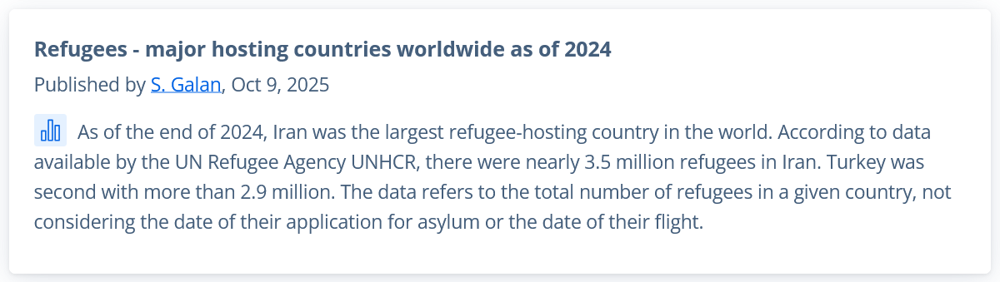 Refugees - major hosting countries worldwide as of 2024
Published by S. Galan, Oct 9, 2025
As of the end of 2024, Iran was the largest refugee-hosting country in the world. According to data
available by the UN Refugee Agency UNHCR, there were nearly 3.5 million refugees in Iran. Turkey was
second with more than 2.9 million. The data refers to the total number of refugees in a given country, not
considering the date of their application for asylum or the date of their flight.